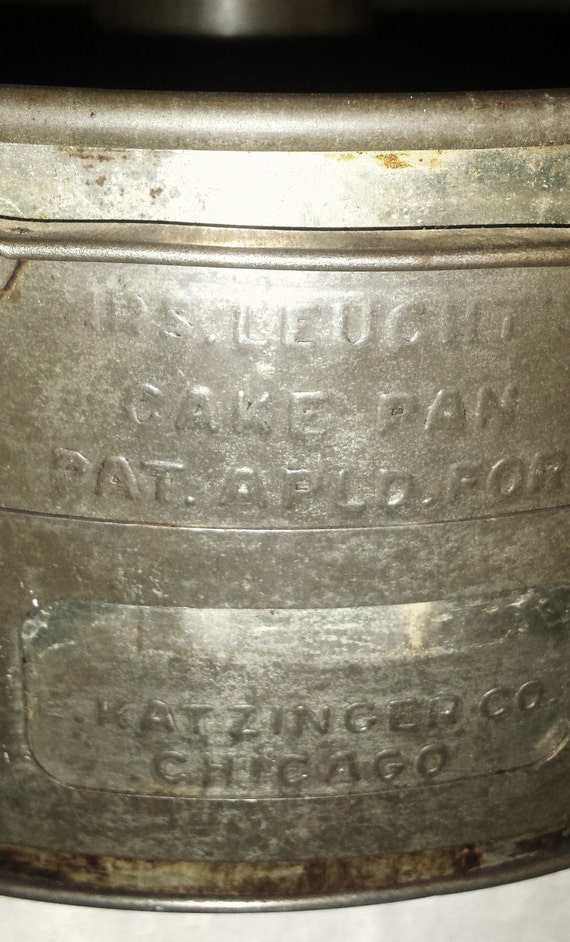 RS. LEUCHT'S
CAKE PAN
PAT. APLD. FOR
KATZINGER CO.
CHICAGO